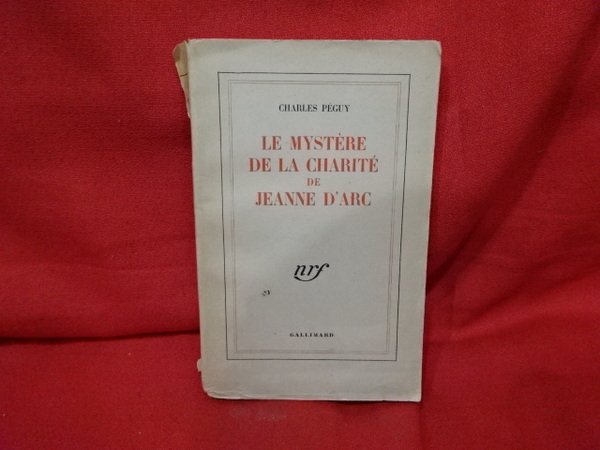 CHARLES PÉGUY
LE MYSTÈRE
DE LA CHARITÉ
DE
JEANNE D'ARC
nrf
GALLIMARD